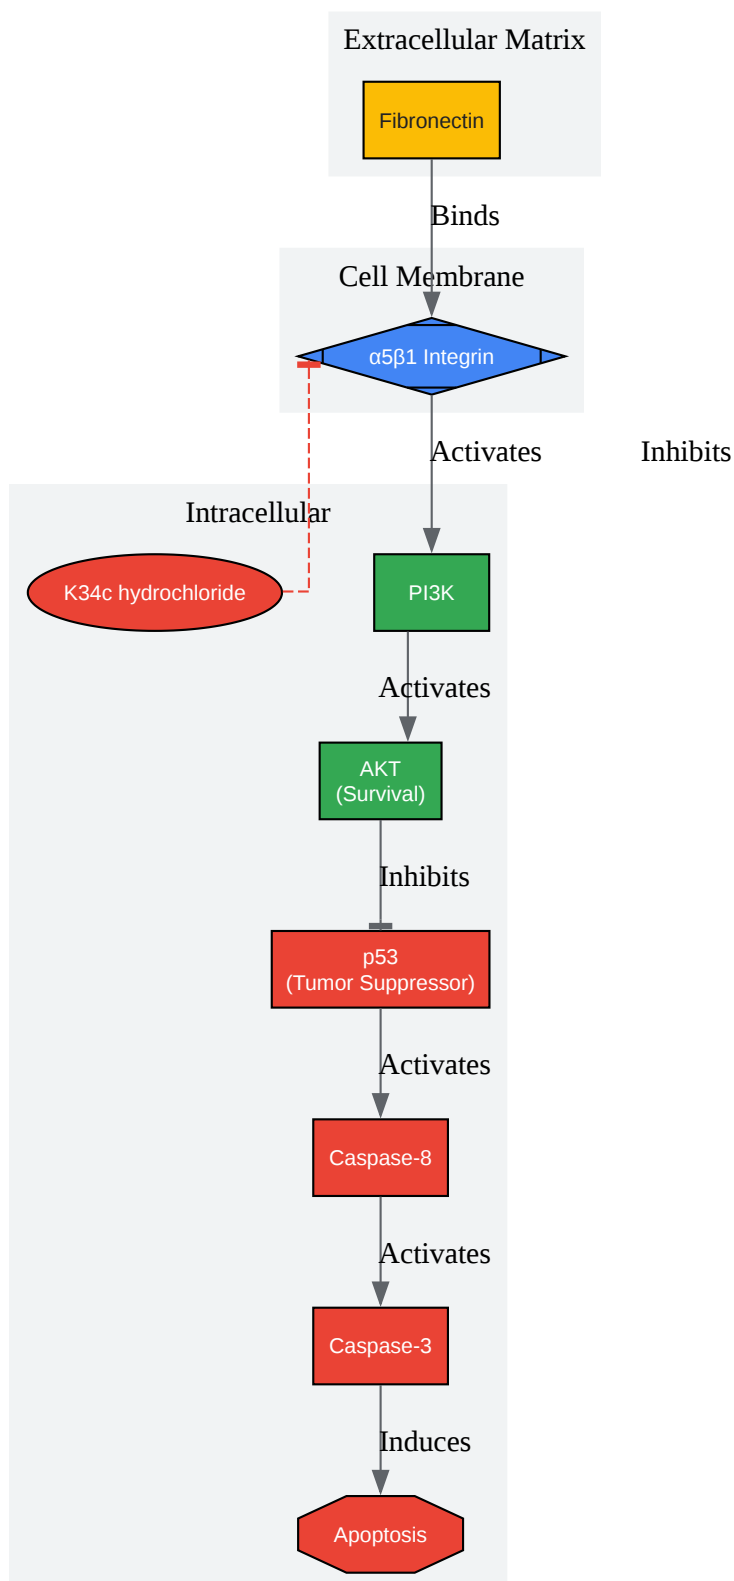 Extracellular Matrix
Fibronectin
Binds
Cell Membrane
α5β1 Integrin
Activates
Inhibits
Intracellular
K34c hydrochloride
PI3K
Activates
AKT
(Survival)
Inhibits
p53
(Tumor Suppressor)
Activates
Caspase-8
Activates
Caspase-3
Induces
Apoptosis